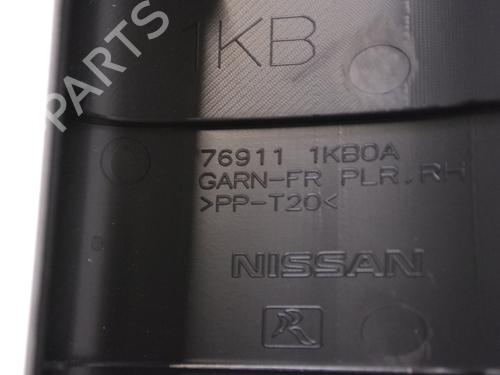 1KB
PARTS
76911 1KB0A
GARN-FR PLR.RH
>PP-T20<
NISSAN
R